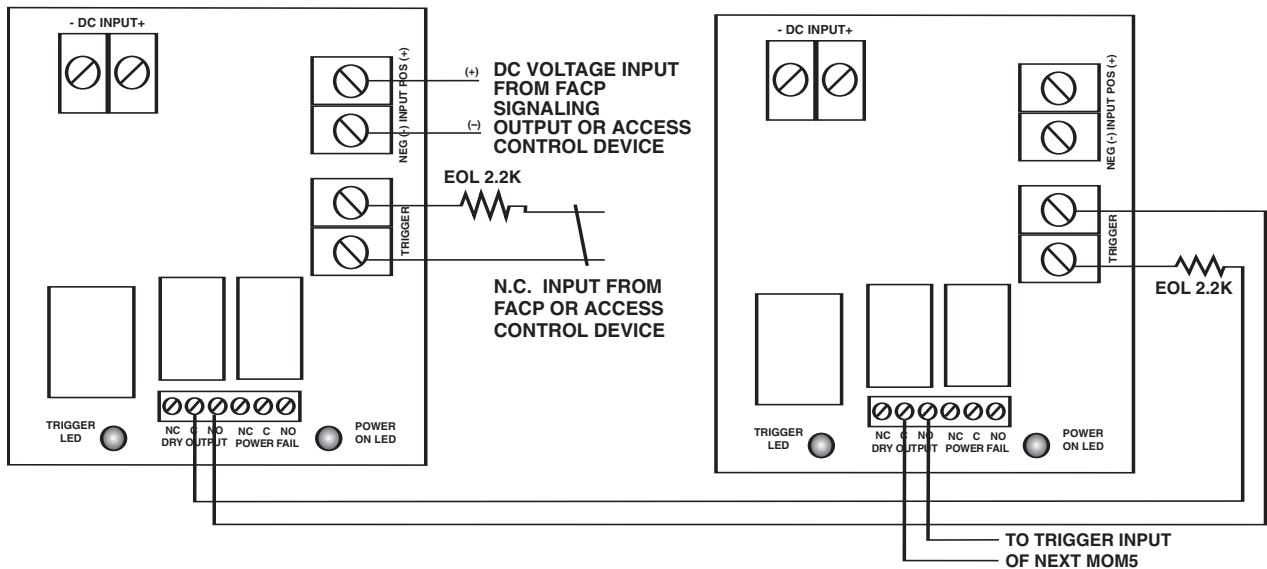 - DC INPUT+
NEG (-) INPUT POS (+)
(+)
DC VOLTAGE INPUT
FROM FACP
SIGNALING
(–)
OUTPUT OR ACCESS
CONTROL DEVICE
EOL 2.2K
TRIGGER
N.C. INPUT FROM
FACP OR ACCESS
CONTROL DEVICE
TRIGGER
LED
NC C NO NC C NO
DRY OUTPUT POWER FAIL
POWER
ON LED
- DC INPUT+
NEG (-) INPUT POS (+)
TRIGGER
EOL 2.2K
TRIGGER
LED
NC C NO NC C NO
DRY OUTPUT POWER FAIL
POWER
ON LED
TO TRIGGER INPUT
OF NEXT MOM5